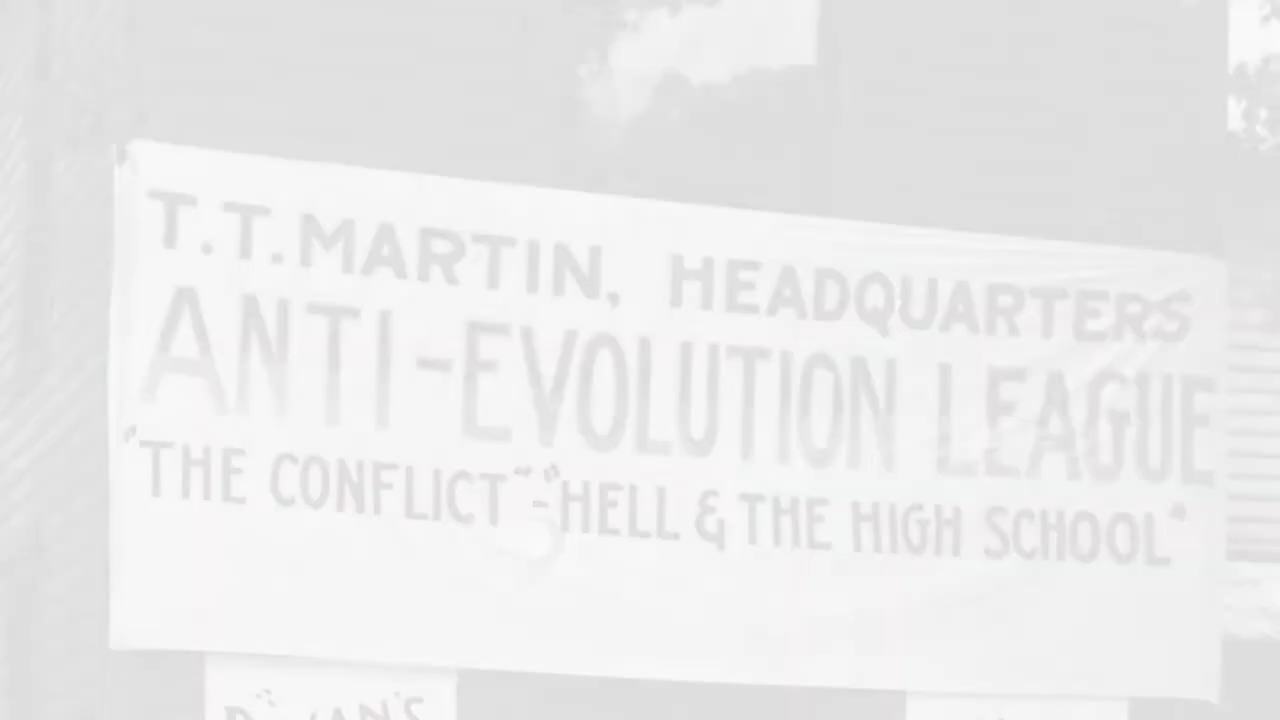 T.T. MARTIN, HEADQUARTERS
ANTI-EVOLUTION LEAGUE
"THE CONFLICT"-"HELL & THE HIGH SCHOOL"